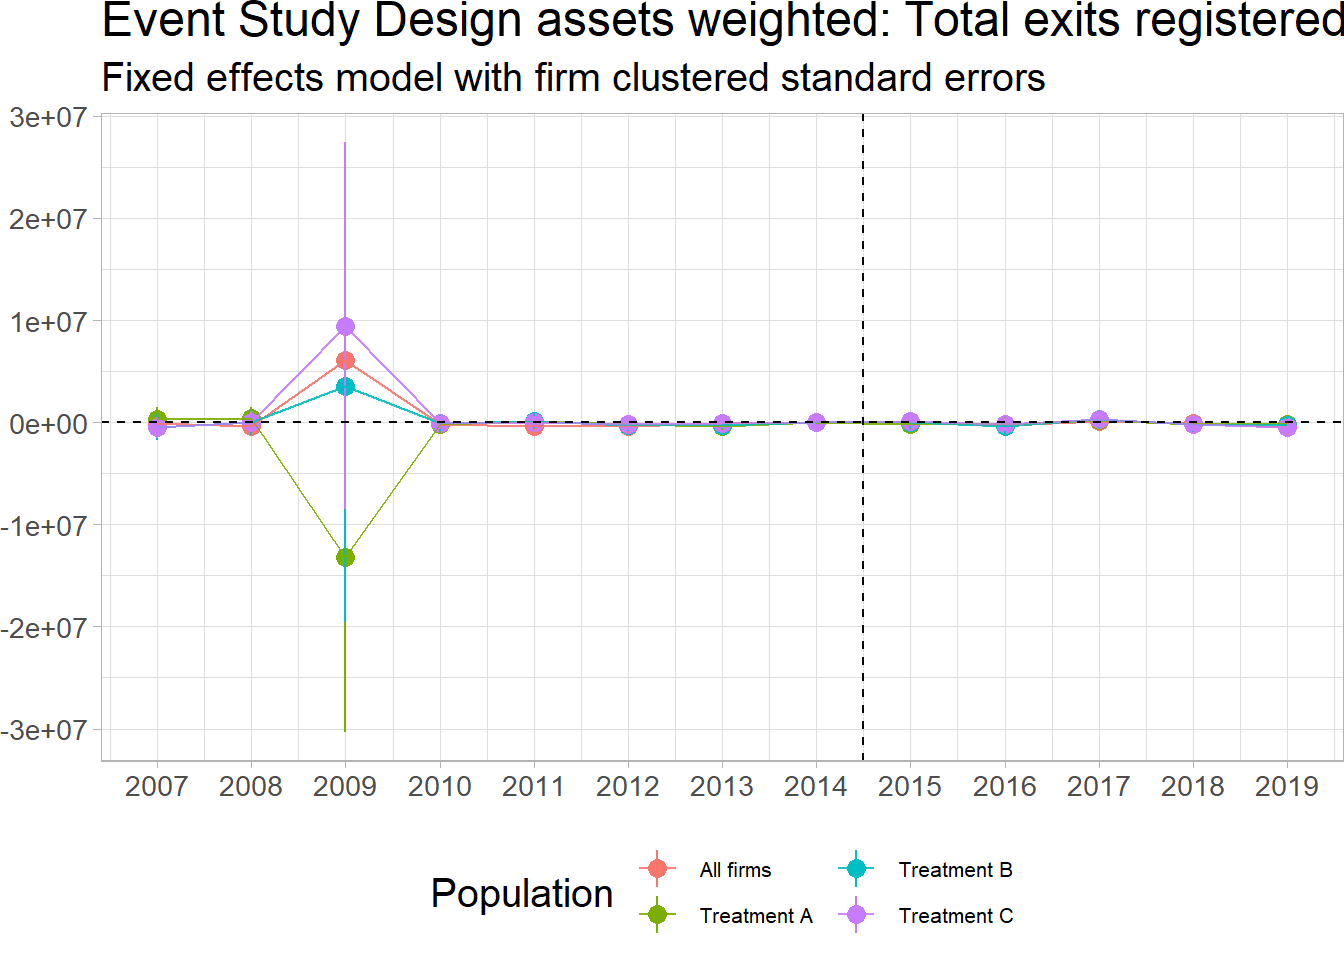 Event Study Design assets weighted: Total exits registered
Fixed effects model with firm clustered standard errors
3e+07
2e+07
1e+07
0e+00
-1e+07
-2e+07
-3e+07
2007 2008 2009 2010 2011 2012 2013 2014 2015 2016 2017 2018 2019
Population
All firms
Treatment A
Treatment B
Treatment C